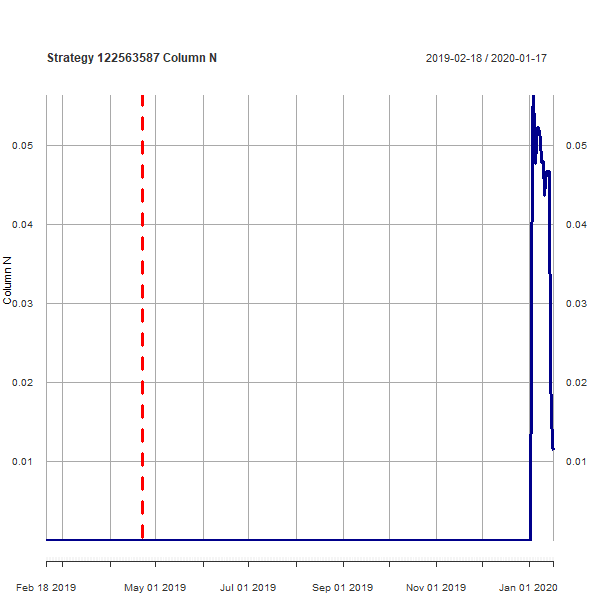 Strategy 122563587 Column N
2019-02-18 / 2020-01-17
0.05
0.05
0.04
0.04
Column N
0.03
0.03
0.02
0.02
0.01
0.01
Feb 18 2019
May 01 2019
Jul 01 2019
Sep 01 2019
Nov 01 2019
Jan 01 2020